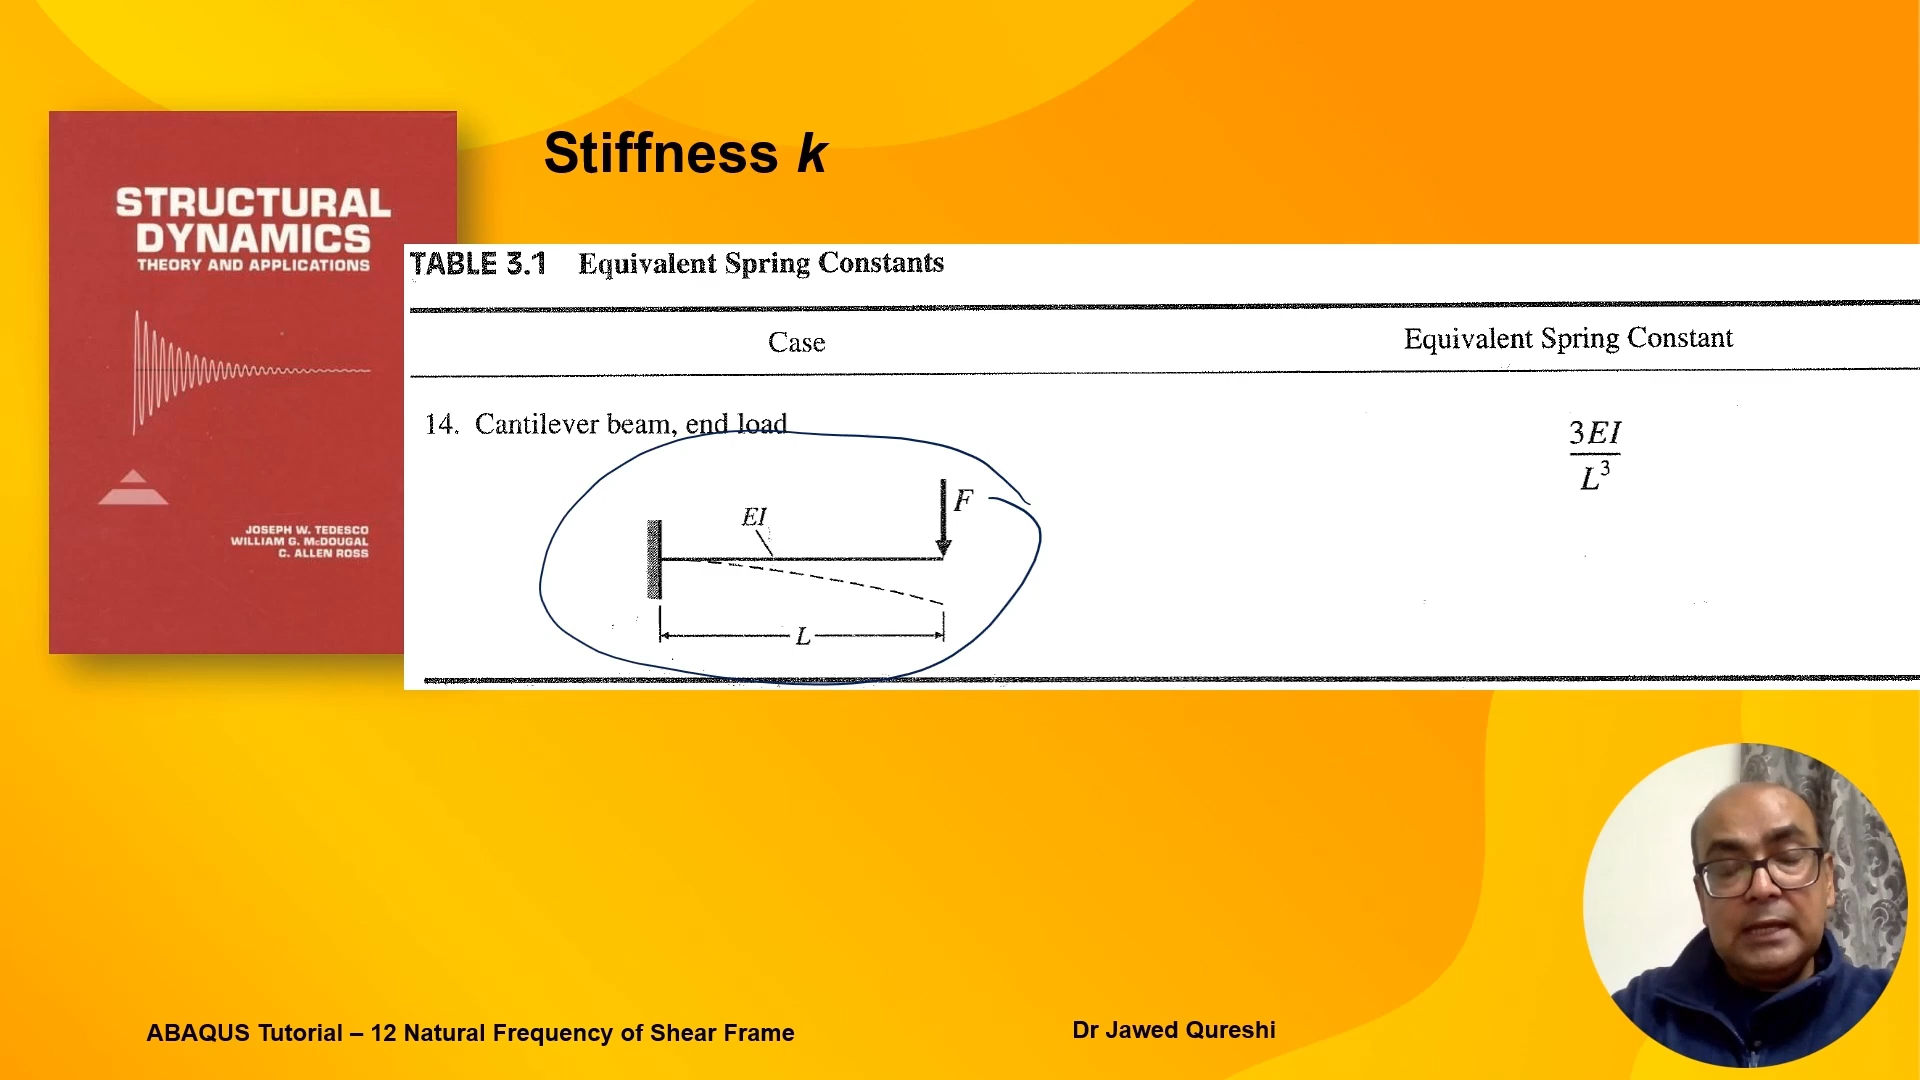 Stiffness k
STRUCTURAL
DYNAMICS
THEORY AND APPLICATIONS
JOSEPH W. TEDESCO
WILLIAM G. McDOUGAL
C. ALLEN ROSS
TABLE 3.1 Equivalent Spring Constants
Case Equivalent Spring Constant
14. Cantilever beam, end load
3EI
L³
F
EI
L
ABAQUS Tutorial – 12 Natural Frequency of Shear Frame
Dr Jawed Qureshi